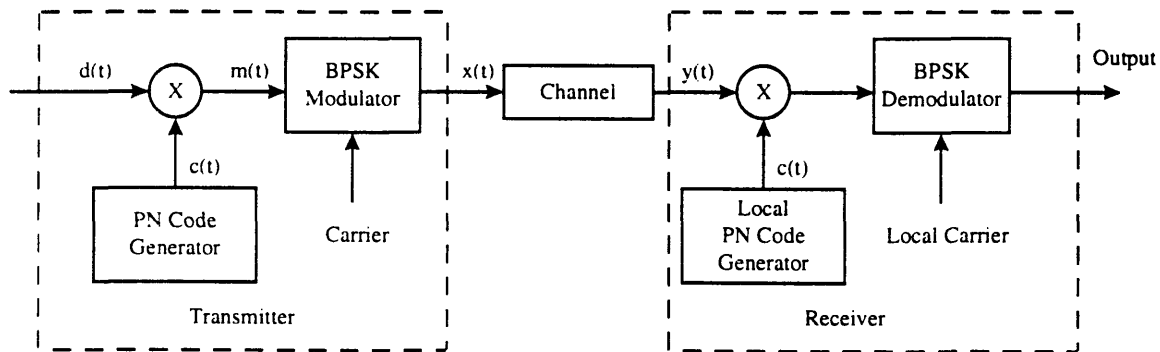 d(t)
X
m(t)
BPSK
Modulator
x(t)
Channel
y(t)
X
BPSK
Demodulator
Output
c(t)
c(t)
PN Code
Generator
Carrier
Local
PN Code
Generator
Local Carrier
Transmitter
Receiver